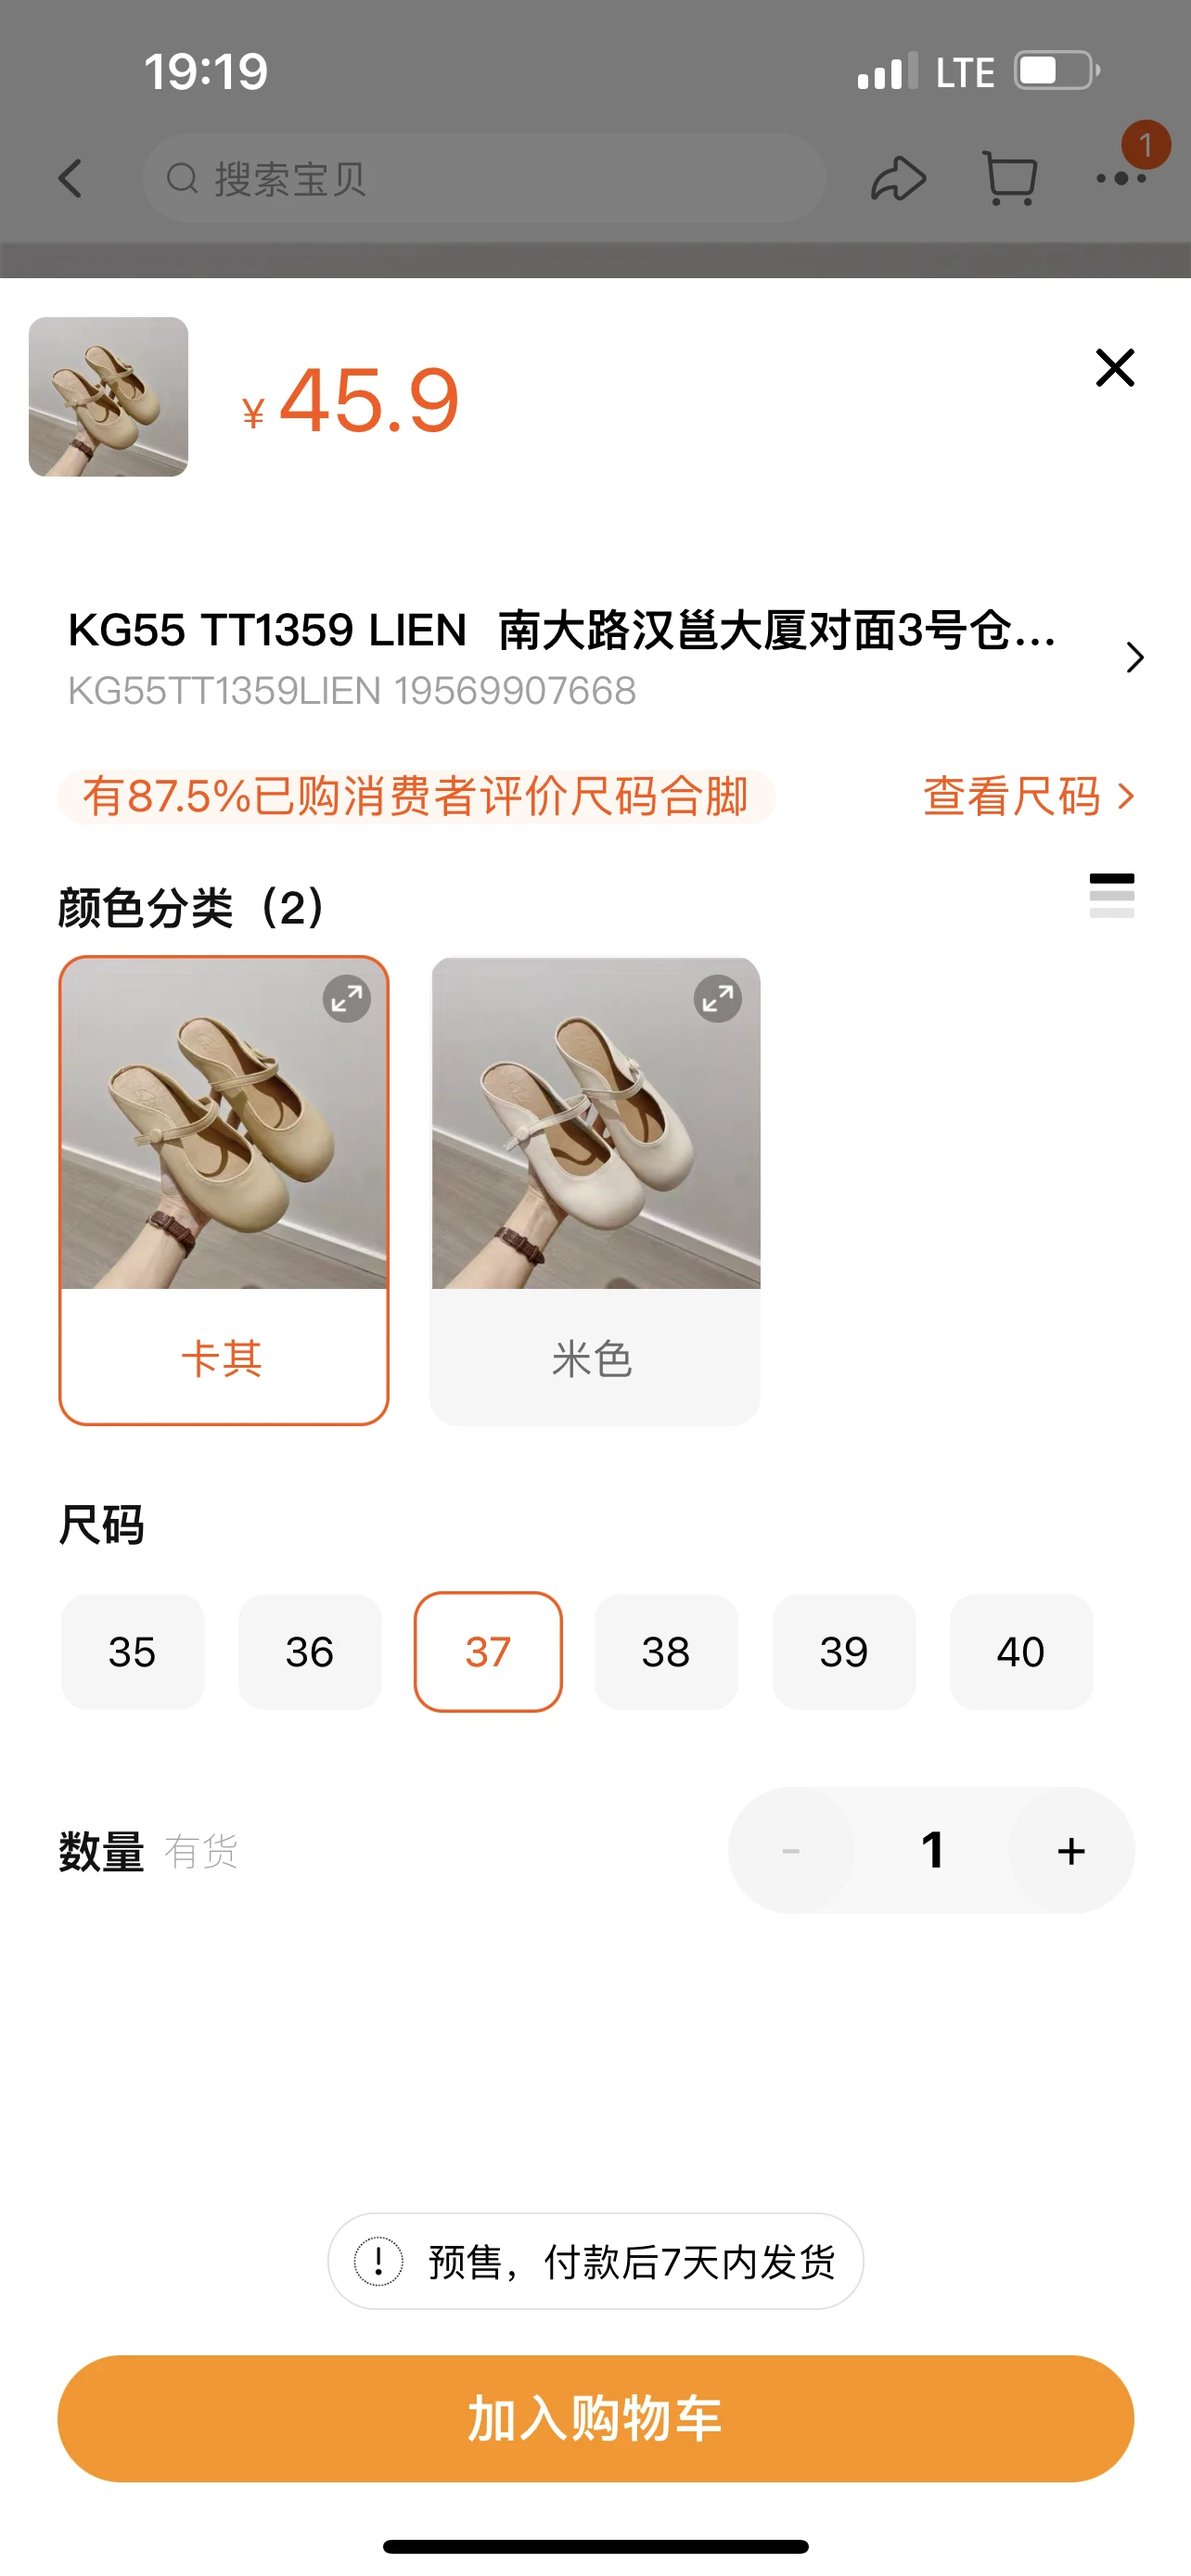 19:19
LTE
1
搜索宝贝
¥ 45.9
KG55 TT1359 LIEN 南大路汉邕大厦对面3号仓...
KG55TT1359LIEN 19569907668
有87.5%已购消费者评价尺码合脚
查看尺码
颜色分类（2）
卡其
米色
尺码
35 36 37 38 39 40
数量 有货
- 1 +
预售，付款后7天内发货
加入购物车